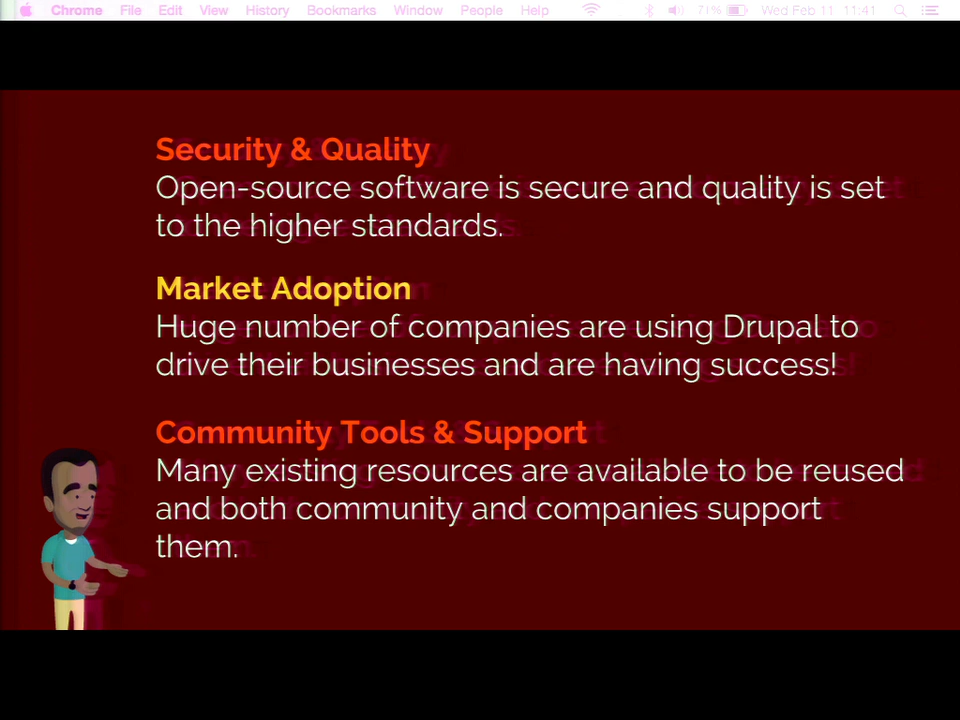 Chrome File Edit View History Bookmarks Window People Help 71% Wed Feb 11 11:41
Security & Quality
Open-source software is secure and quality is set
to the higher standards.
Market Adoption
Huge number of companies are using Drupal to
drive their businesses and are having success!
Community Tools & Support
Many existing resources are available to be reused
and both community and companies support
them.